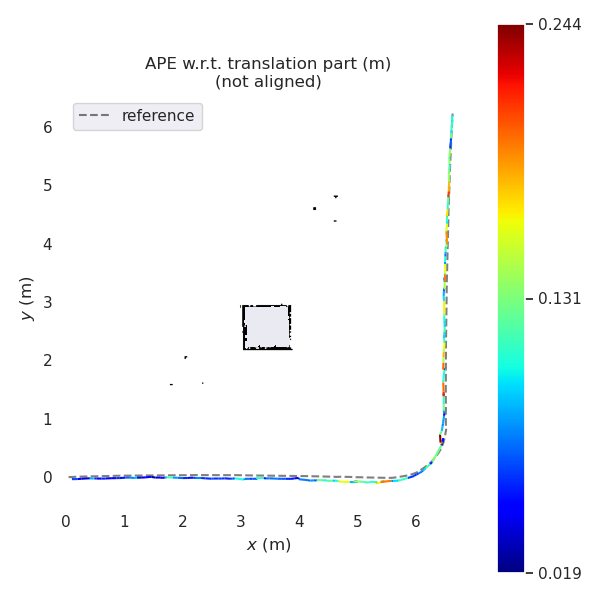 APE w.r.t. translation part (m)
(not aligned)
reference
y (m)
6
5
4
3
2
1
0
0 1 2 3 4 5 6
x (m)
0.244
0.131
0.019